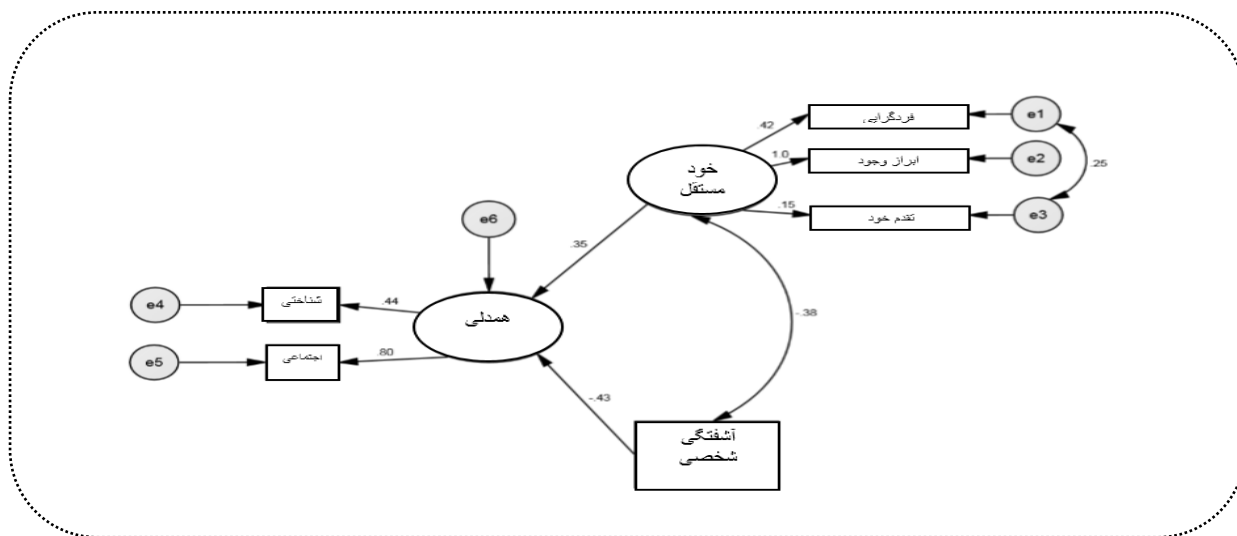 فردگرایی
e1
.42
ابراز وجود
e2
1.0
.25
خود
مستقل
تقدم خود
e3
.15
e6
.35
شناختی
e4
.44
همدلی
-.38
اجتماعی
e5
.80
-.43
آشفتگی
شخصی